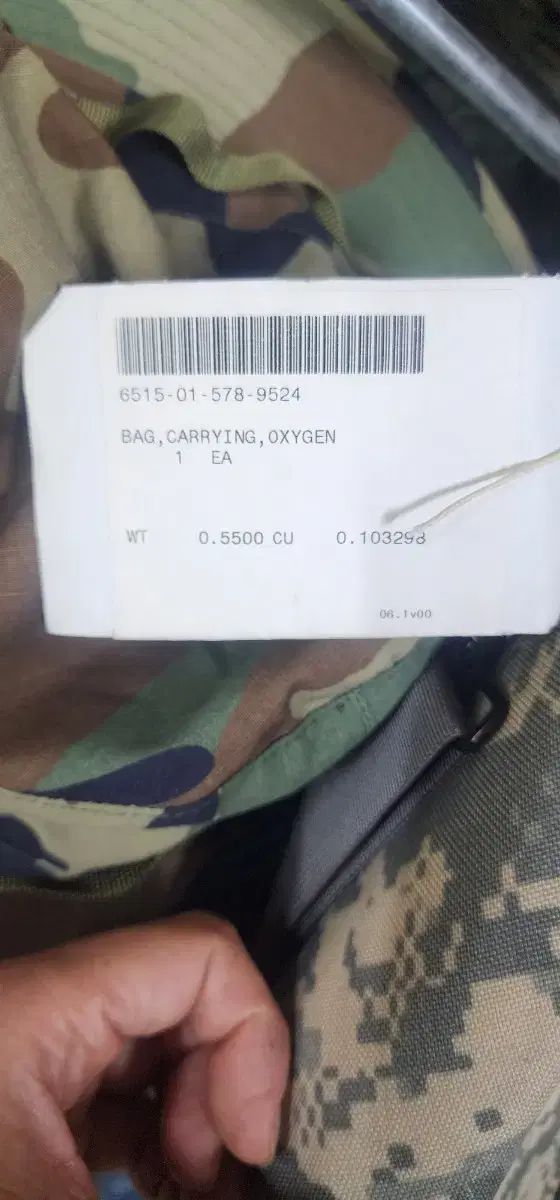 6515-01-578-9524
BAG,CARRYING,OXYGEN
1 EA
WT 0.5500 CU 0.103298
06.1v00